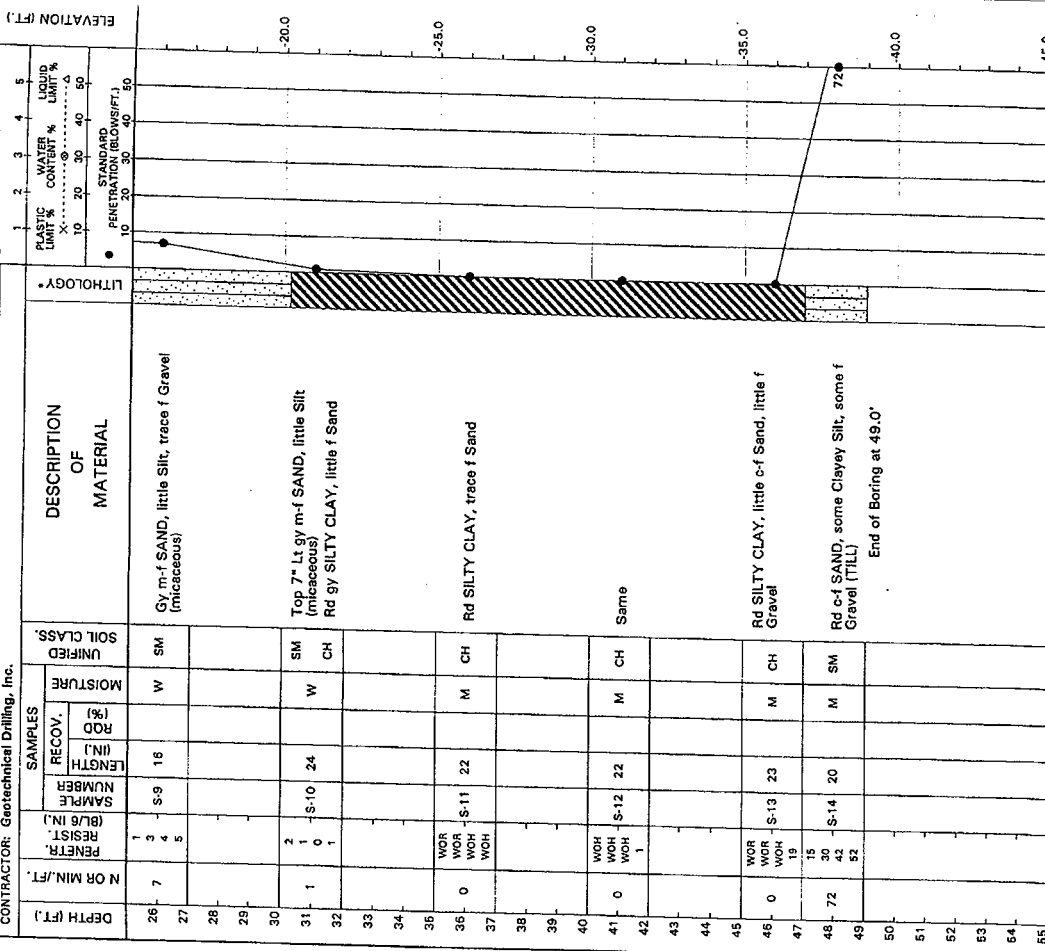 CONTRACTOR: Geotechnical Drilling, Inc.
DEPTH (FT.)
N OR MIN./FT.
PENETR.
RESIST.
(BL/6 IN.)
SAMPLES
SAMPLE
NUMBER
RECOV.
LENGTH
(IN.)
RQD
(%)
MOISTURE
UNIFIED
SOIL CLASS.
DESCRIPTION
OF
MATERIAL
LITHOLOGY*
1 2 3 4 5
PLASTIC
LIMIT %
WATER
CONTENT %
LIQUID
LIMIT %
10 20 30 40 50
STANDARD
PENETRATION (BLOWS/FT.)
10 20 30 40 50
ELEVATION (FT.)
26
27
28
29
30
31
32
33
34
35
36
37
38
39
40
41
42
43
44
45
46
47
48
49
50
51
52
53
54
55
7
1
3
4
5
S-9 16 W SM
Gy m-f SAND, little Silt, trace f Gravel
(micaceous)
1
2
1
0
1
S-10 24 W SM
CH
Top 7" Lt gy m-f SAND, little Silt
(micaceous)
Rd gy SILTY CLAY, little f Sand
0
WOR
WOR
WOH
WOH
S-11 22 M CH
Rd SILTY CLAY, trace f Sand
0
WOH
WOH
WOH
1
S-12 22 M CH
Same
0
WOR
WOR
WOH
19
S-13 23 M CH
Rd SILTY CLAY, little c-f Sand, little f
Gravel
72
15
30
42
52
S-14 20 M SM
Rd c-f SAND, some Clayey Silt, some f
Gravel (TILL)
End of Boring at 49.0'
72
-20.0
-25.0
-30.0
-35.0
-40.0